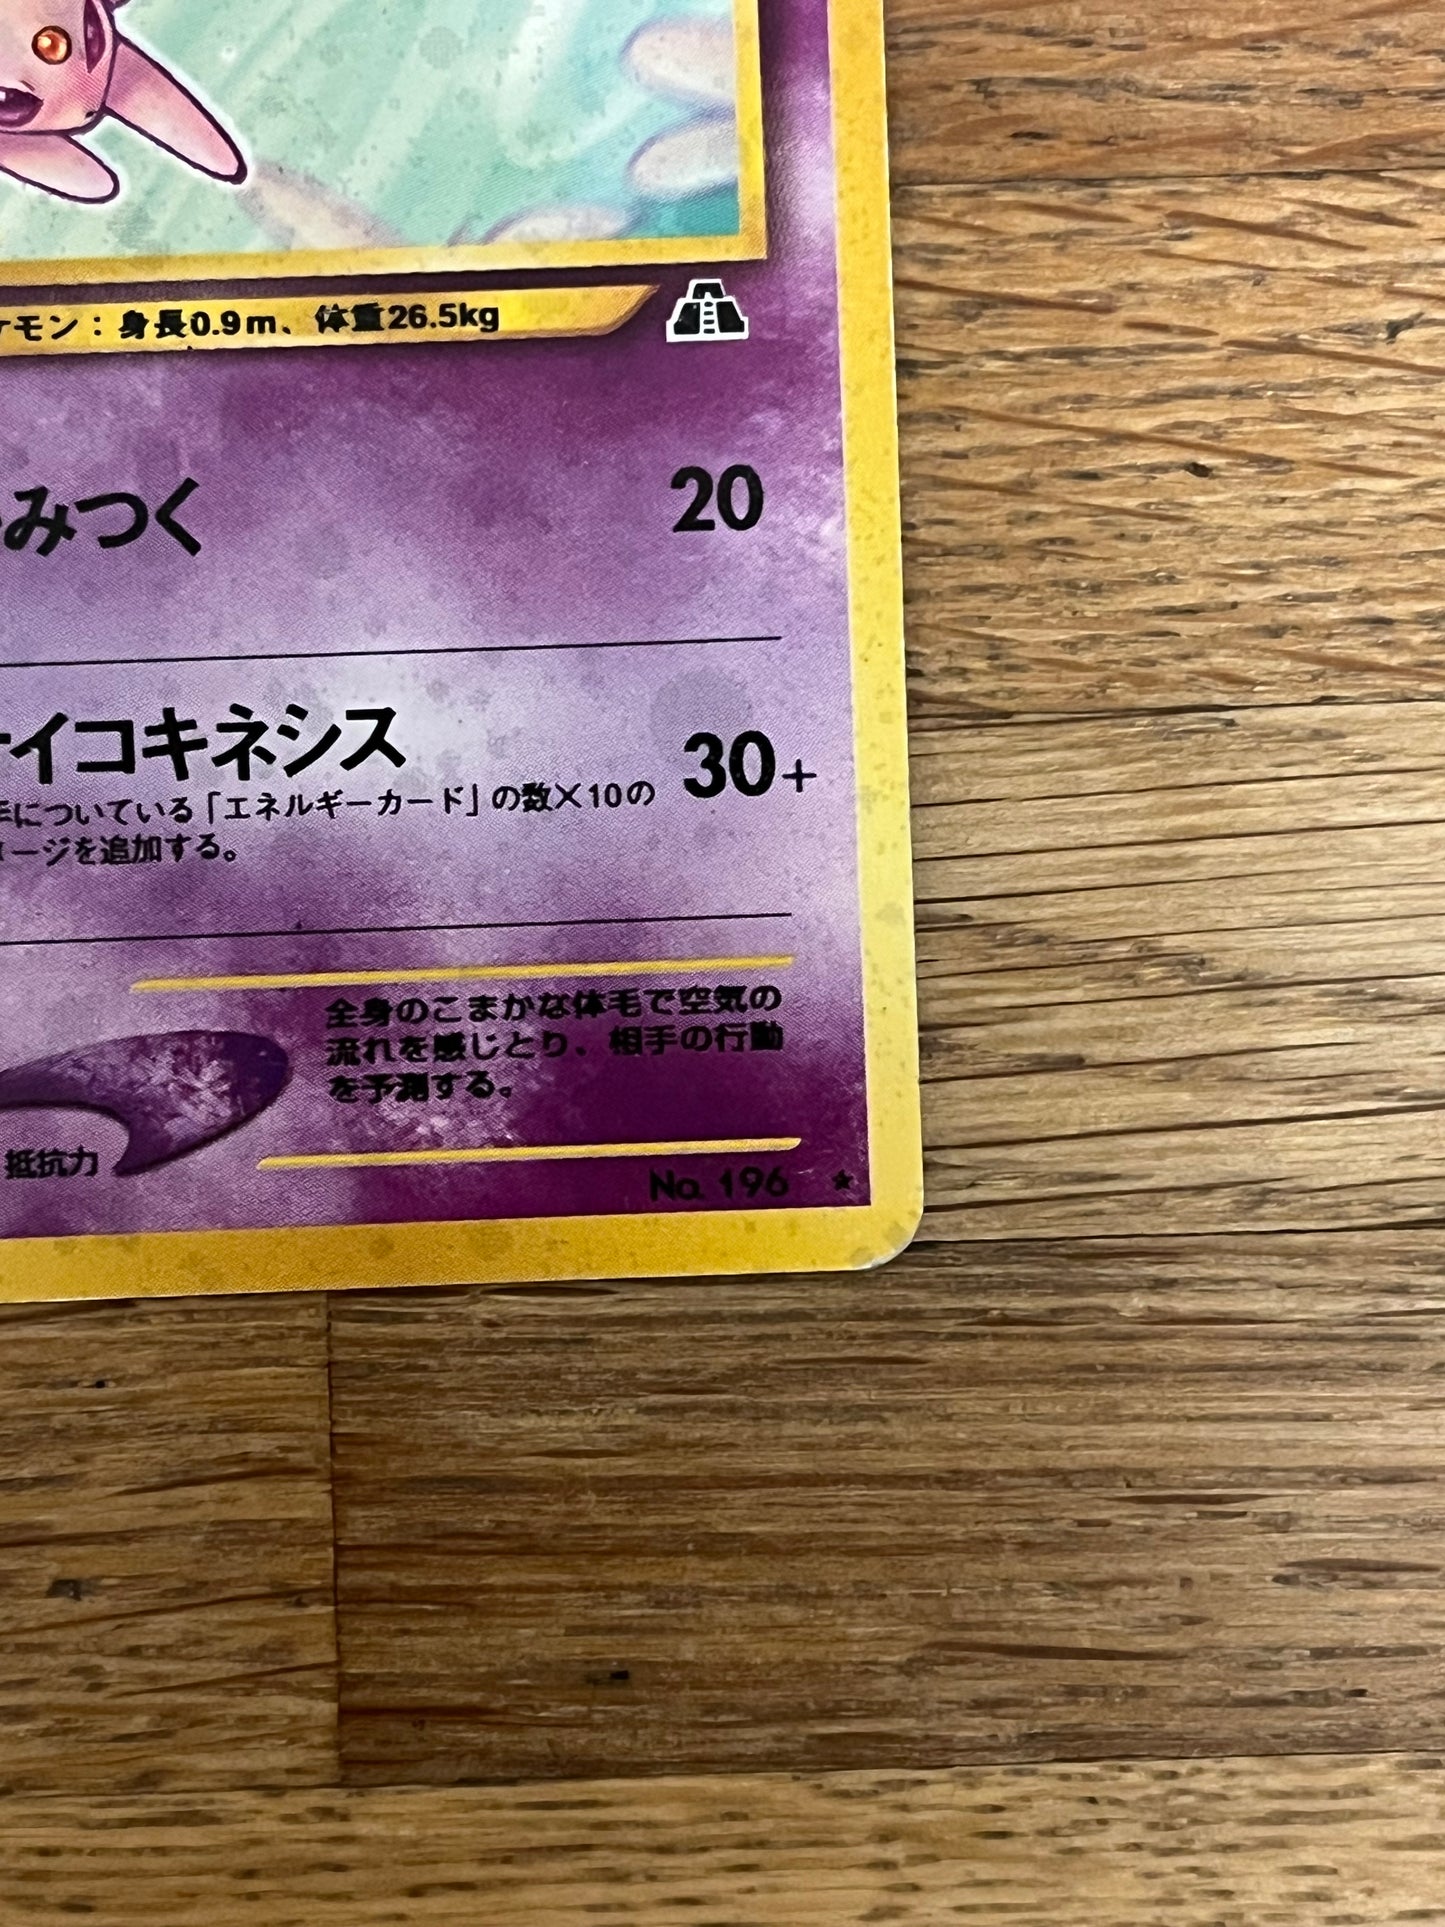 ケモン：身長0.9m、体重26.5kg
みつく 20
サイコキネシス 30+
手についている「エネルギーカード」の数×10の
メージを追加する。
全身のこまかな体毛で空気の
流れを感じとり、相手の行動
を予測する。
抵抗力
No. 196 ★